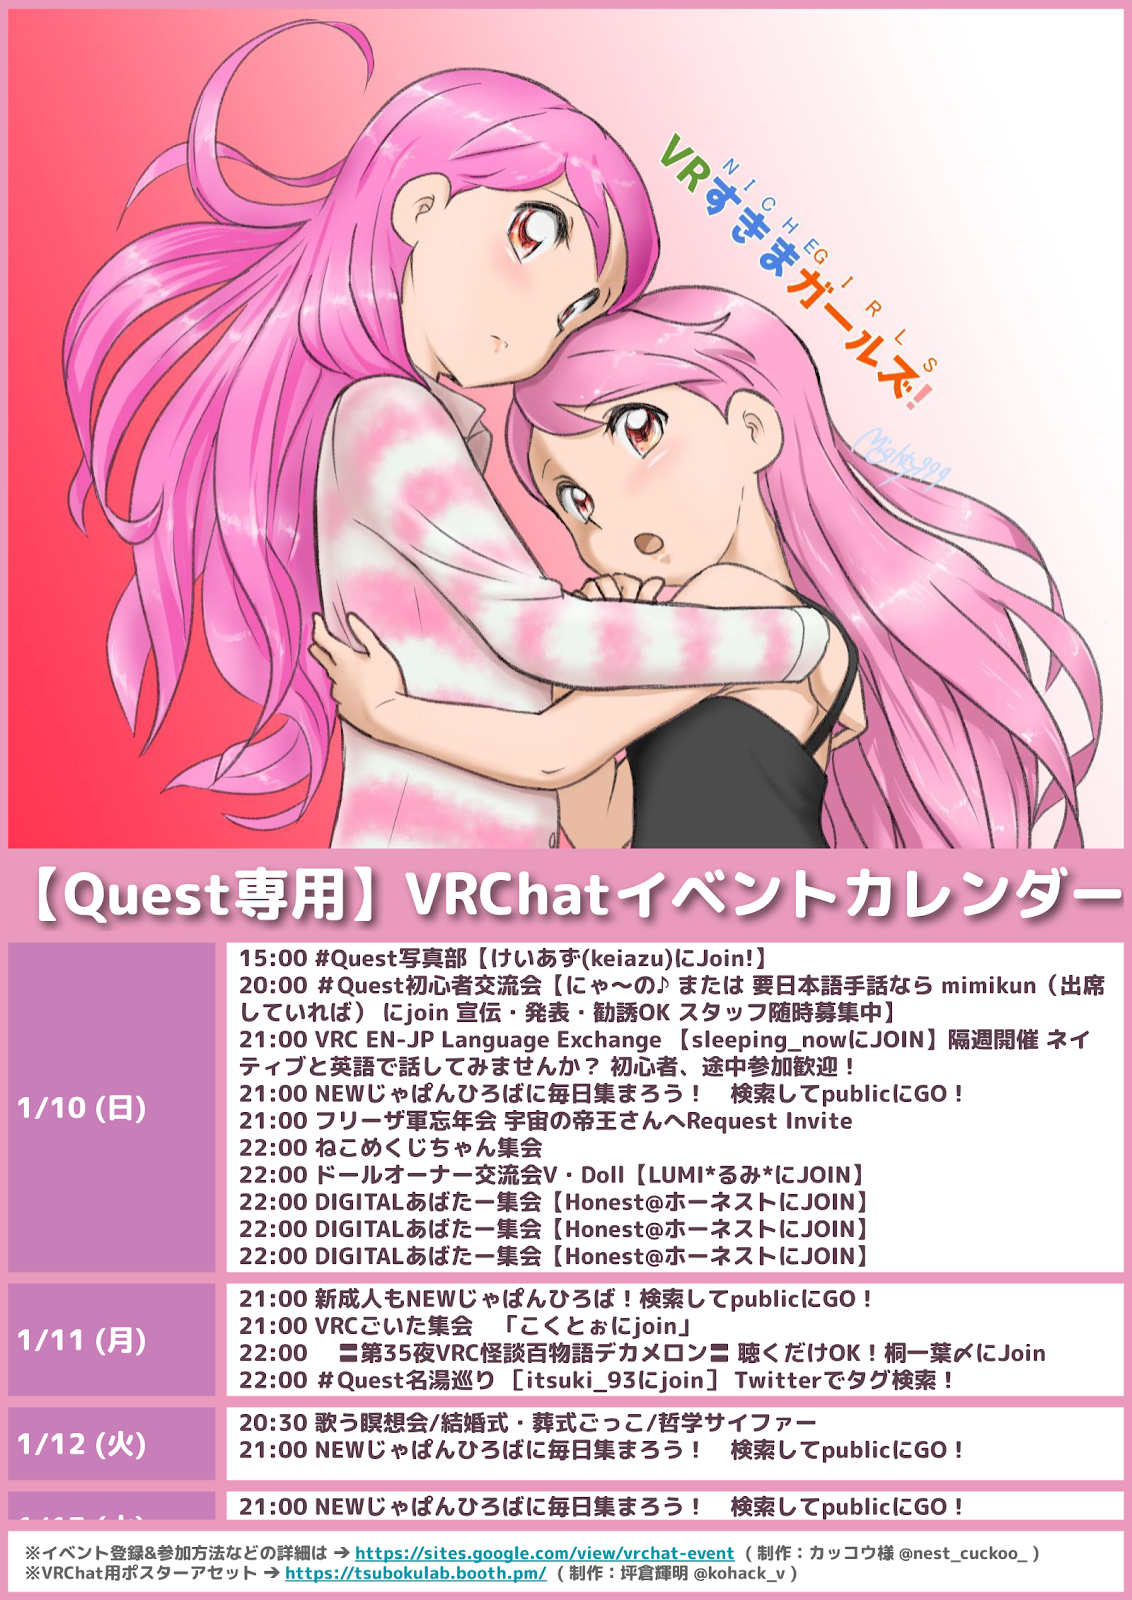 VRすきまガールズ!
NICHEGIRLS
Mighty999
【Quest専用】VRChatイベントカレンダー
1/10 (日)
15:00 #Quest写真部【けいあず(keiazu)にJoin!】
20:00 ＃Quest初心者交流会【にゃ～の♪ または 要日本語手話なら mimikun（出席
していれば） にjoin 宣伝・発表・勧誘OK スタッフ随時募集中】
21:00 VRC EN-JP Language Exchange 【sleeping_nowにJOIN】隔週開催 ネイ
ティブと英語で話してみませんか？ 初心者、途中参加歓迎！
21:00 NEWじゃぱんひろばに毎日集まろう！　検索してpublicにGO！
21:00 フリーザ軍忘年会 宇宙の帝王さんへRequest Invite
22:00 ねこめくじちゃん集会
22:00 ドールオーナー交流会V・Doll【LUMI*るみ*にJOIN】
22:00 DIGITALあばたー集会【Honest@ホーネストにJOIN】
22:00 DIGITALあばたー集会【Honest@ホーネストにJOIN】
22:00 DIGITALあばたー集会【Honest@ホーネストにJOIN】
1/11 (月)
21:00 新成人もNEWじゃぱんひろば！検索してpublicにGO！
21:00 VRCごいた集会　「こくとぉにjoin」
22:00 　〓第35夜VRC怪談百物語デカメロン〓 聴くだけOK！桐一葉〆にJoin
22:00 ＃Quest名湯巡り ［itsuki_93にjoin］ Twitterでタグ検索！
1/12 (火)
20:30 歌う瞑想会/結婚式・葬式ごっこ/哲学サイファー
21:00 NEWじゃぱんひろばに毎日集まろう！　検索してpublicにGO！
21:00 NEWじゃぱんひろばに毎日集まろう！　検索してpublicにGO！
※イベント登録&参加方法などの詳細は ➔ https://sites.google.com/view/vrchat-event （制作：カッコウ様 @nest_cuckoo_ ）
※VRChat用ポスターアセット ➔ https://tsubokulab.booth.pm/ （制作：坪倉輝明 @kohack_v ）